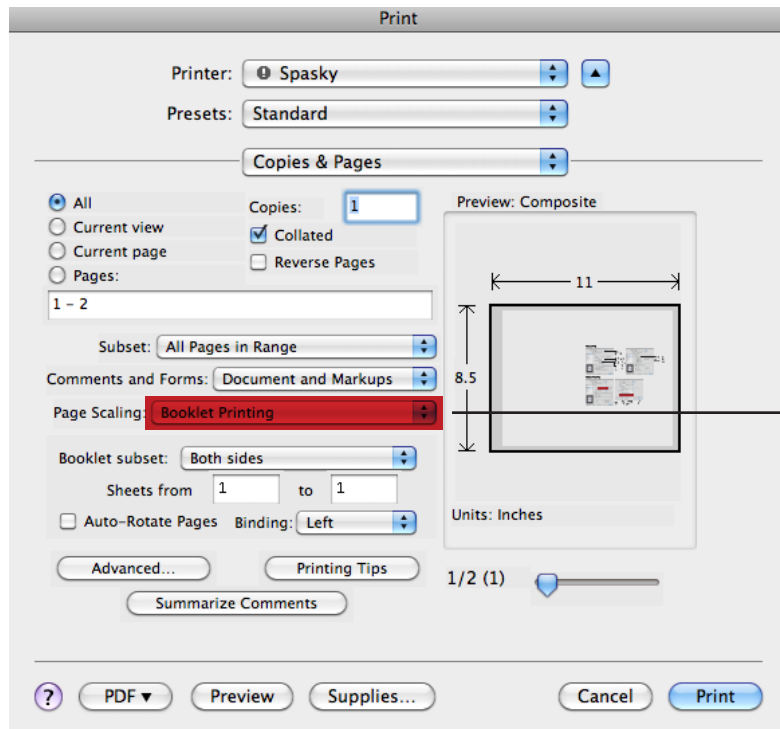 Print
Printer: Spasky
Presets: Standard
Copies & Pages
All
Current view
Current page
Pages:
Copies: 1
Collated
Reverse Pages
1 - 2
Subset: All Pages in Range
Comments and Forms: Document and Markups
Page Scaling: Booklet Printing
Booklet subset: Both sides
Sheets from 1 to 1
Auto-Rotate Pages Binding: Left
Advanced... Printing Tips
Summarize Comments
Preview: Composite
11
8.5
Units: Inches
1/2 (1)
? PDF ▾ Preview Supplies... Cancel Print